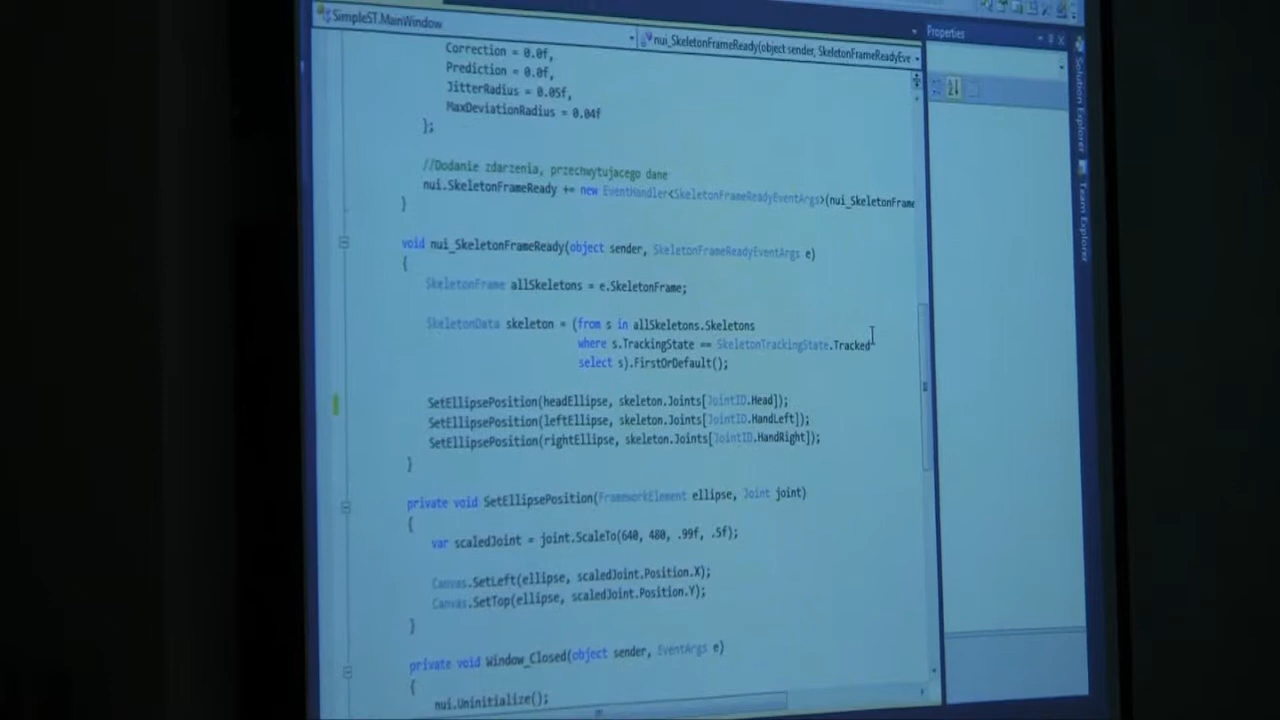 SimpleST.MainWindow
nui_SkeletonFrameReady(object sender, SkeletonFrameReadyEve
Properties
Correction = 0.0f,
Prediction = 0.0f,
JitterRadius = 0.05f,
MaxDeviationRadius = 0.04f
};
//Dodanie zdarzenia, przechwytujacego dane
nui.SkeletonFrameReady += new EventHandler<SkeletonFrameReadyEventArgs>(nui_SkeletonFrame
}
void nui_SkeletonFrameReady(object sender, SkeletonFrameReadyEventArgs e)
{
SkeletonFrame allSkeletons = e.SkeletonFrame;
SkeletonData skeleton = (from s in allSkeletons.Skeletons
where s.TrackingState == SkeletonTrackingState.Tracked
select s).FirstOrDefault();
SetEllipsePosition(headEllipse, skeleton.Joints[JointID.Head]);
SetEllipsePosition(leftEllipse, skeleton.Joints[JointID.HandLeft]);
SetEllipsePosition(rightEllipse, skeleton.Joints[JointID.HandRight]);
}
private void SetEllipsePosition(FrameworkElement ellipse, Joint joint)
{
var scaledJoint = joint.ScaleTo(640, 480, .99f, .5f);
Canvas.SetLeft(ellipse, scaledJoint.Position.X);
Canvas.SetTop(ellipse, scaledJoint.Position.Y);
}
private void Window_Closed(object sender, EventArgs e)
{
nui.Uninitialize();
Solution Explorer
Team Explorer